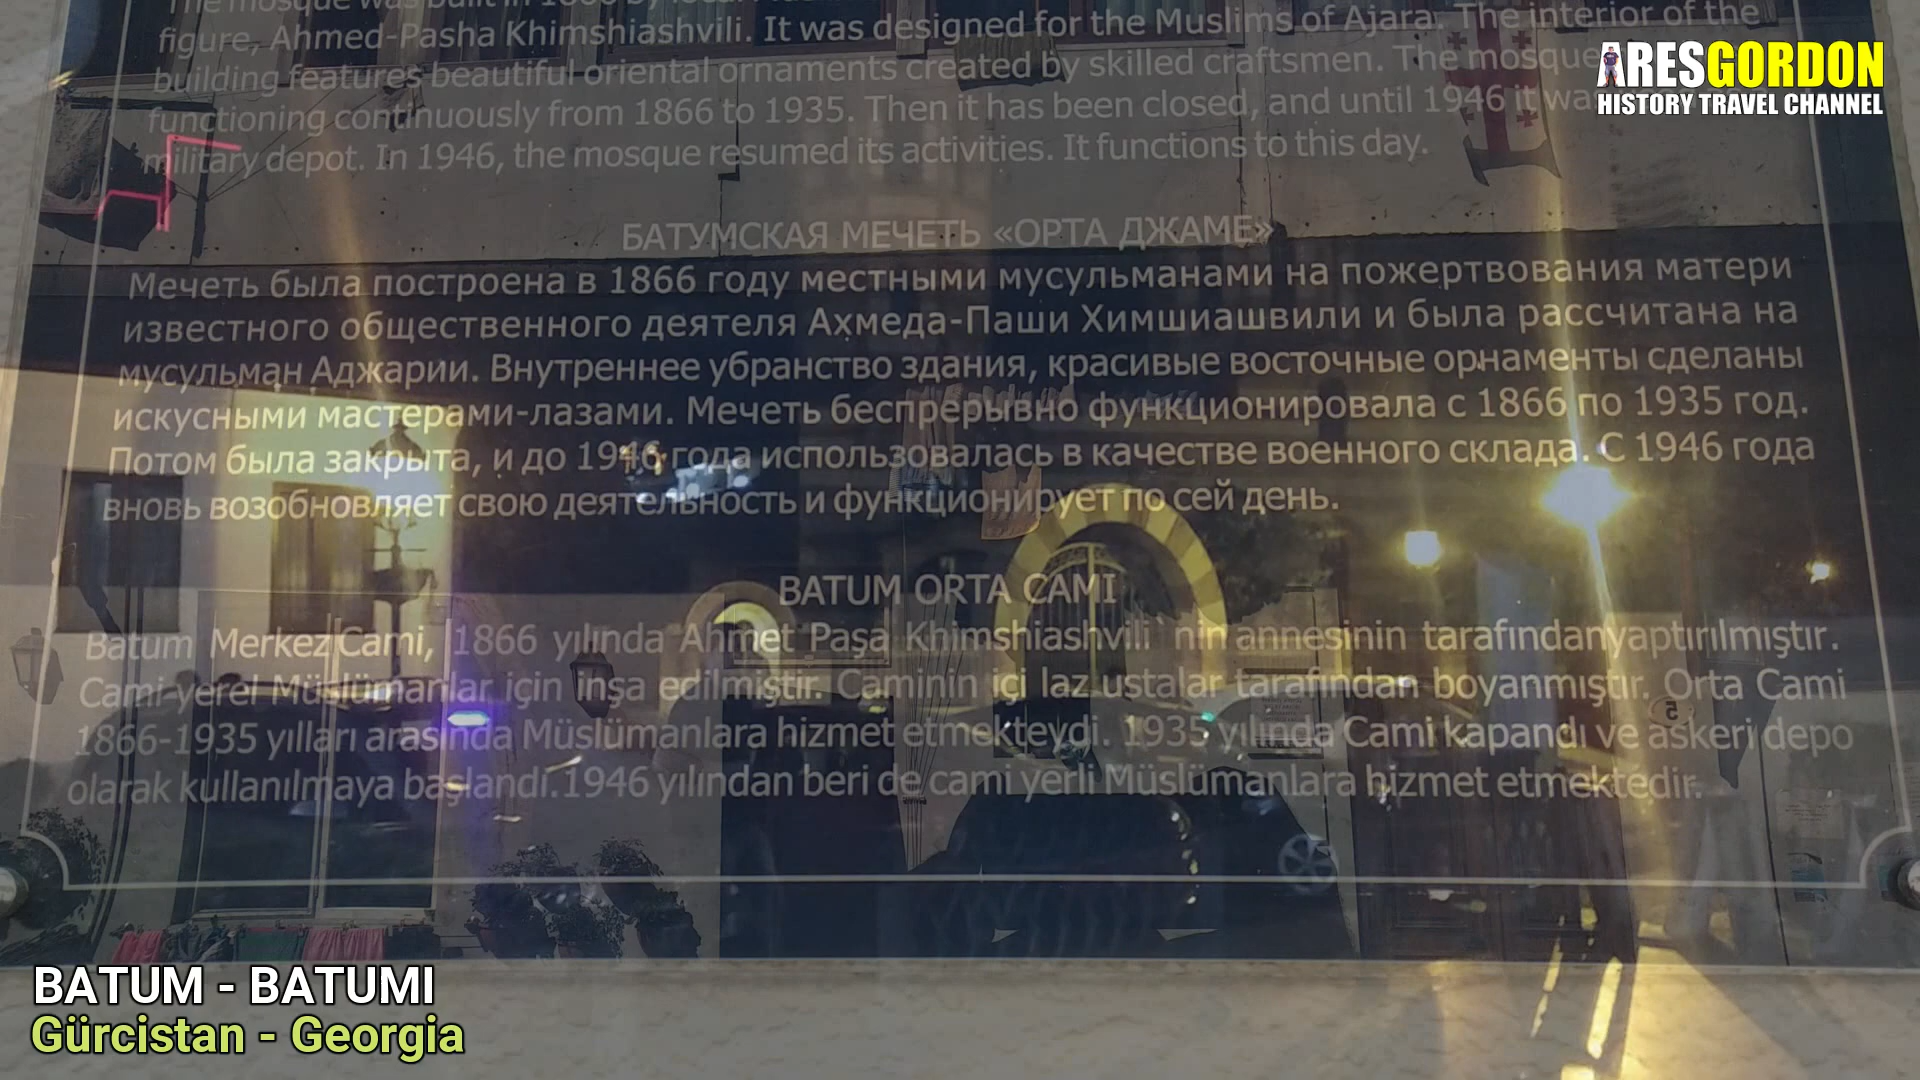 The mosque was built in 1866 by local
figure, Ahmed-Pasha Khimshiashvili. It was designed for the Muslims of Ajara. The interior of the
building features beautiful oriental ornaments created by skilled craftsmen. The mosque
functioning continuously from 1866 to 1935. Then it has been closed, and until 1946 it wa
military depot. In 1946, the mosque resumed its activities. It functions to this day.
ARESGORDON
HISTORY TRAVEL CHANNEL
БАТУМСКАЯ МЕЧЕТЬ «ОРТА ДЖАМЕ»
Мечеть была построена в 1866 году местными мусульманами на пожертвования матери
известного общественного деятеля Ахмеда-Паши Химшиашвили и была рассчитана на
мусульман Аджарии. Внутреннее убранство здания, красивые восточные орнаменты сделаны
искусными мастерами-лазами. Мечеть беспрерывно функционировала с 1866 по 1935 год.
Потом была закрыта, и до 1946 года использовалась в качестве военного склада. С 1946 года
вновь возобновляет свою деятельность и функционирует по сей день.
BATUM ORTA CAMI
Batum Merkez Cami, 1866 yılında Ahmet Paşa Khimshiashvili`nin annesinin tarafındanyaptırılmıştır.
Cami yerel Müslümanlar için inşa edilmiştir. Caminin içi laz ustalar tarafından boyanmıştır. Orta Cami
1866-1935 yılları arasında Müslümanlara hizmet etmekteydi. 1935 yılında Cami kapandı ve askeri depo
olarak kullanılmaya başlandı.1946 yılından beri de cami yerli Müslümanlara hizmet etmektedir.
5
BATUM - BATUMI
Gürcistan - Georgia